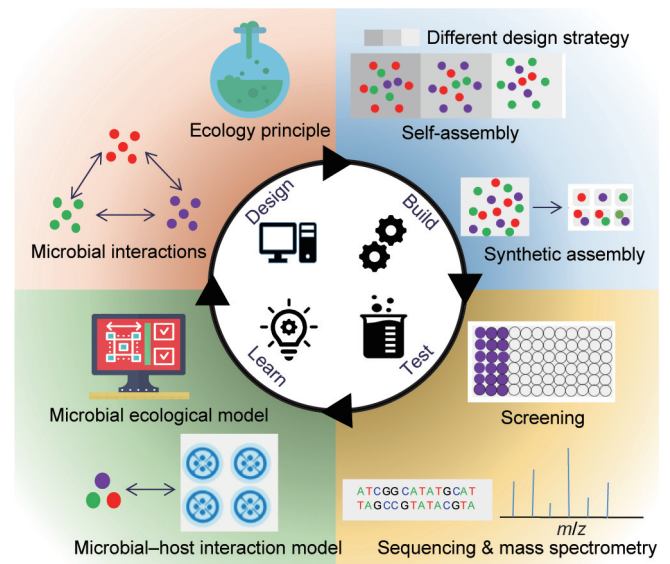 Different design strategy
Ecology principle
Self-assembly
Design
Build
Microbial interactions
Synthetic assembly
Learn
Test
Microbial ecological model
Screening
ATCGGCATATGCAT
TAGCCGTATACGTA
m/z
Microbial–host interaction model
Sequencing & mass spectrometry